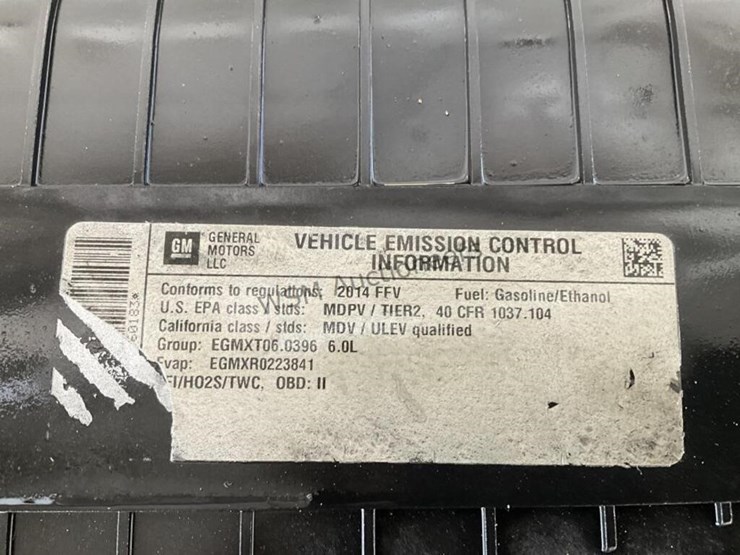 GM
GENERAL MOTORS LLC
VEHICLE EMISSION CONTROL INFORMATION
Conforms to regulations: 2014 FFV Fuel: Gasoline/Ethanol
U.S. EPA class / stds: MDPV / TIER2, 40 CFR 1037.104
California class / stds: MDV / ULEV qualified
Group: EGMXT06.0396 6.0L
Evap: EGMXR0223841
FI/HO2S/TWC, OBD: II
60183*